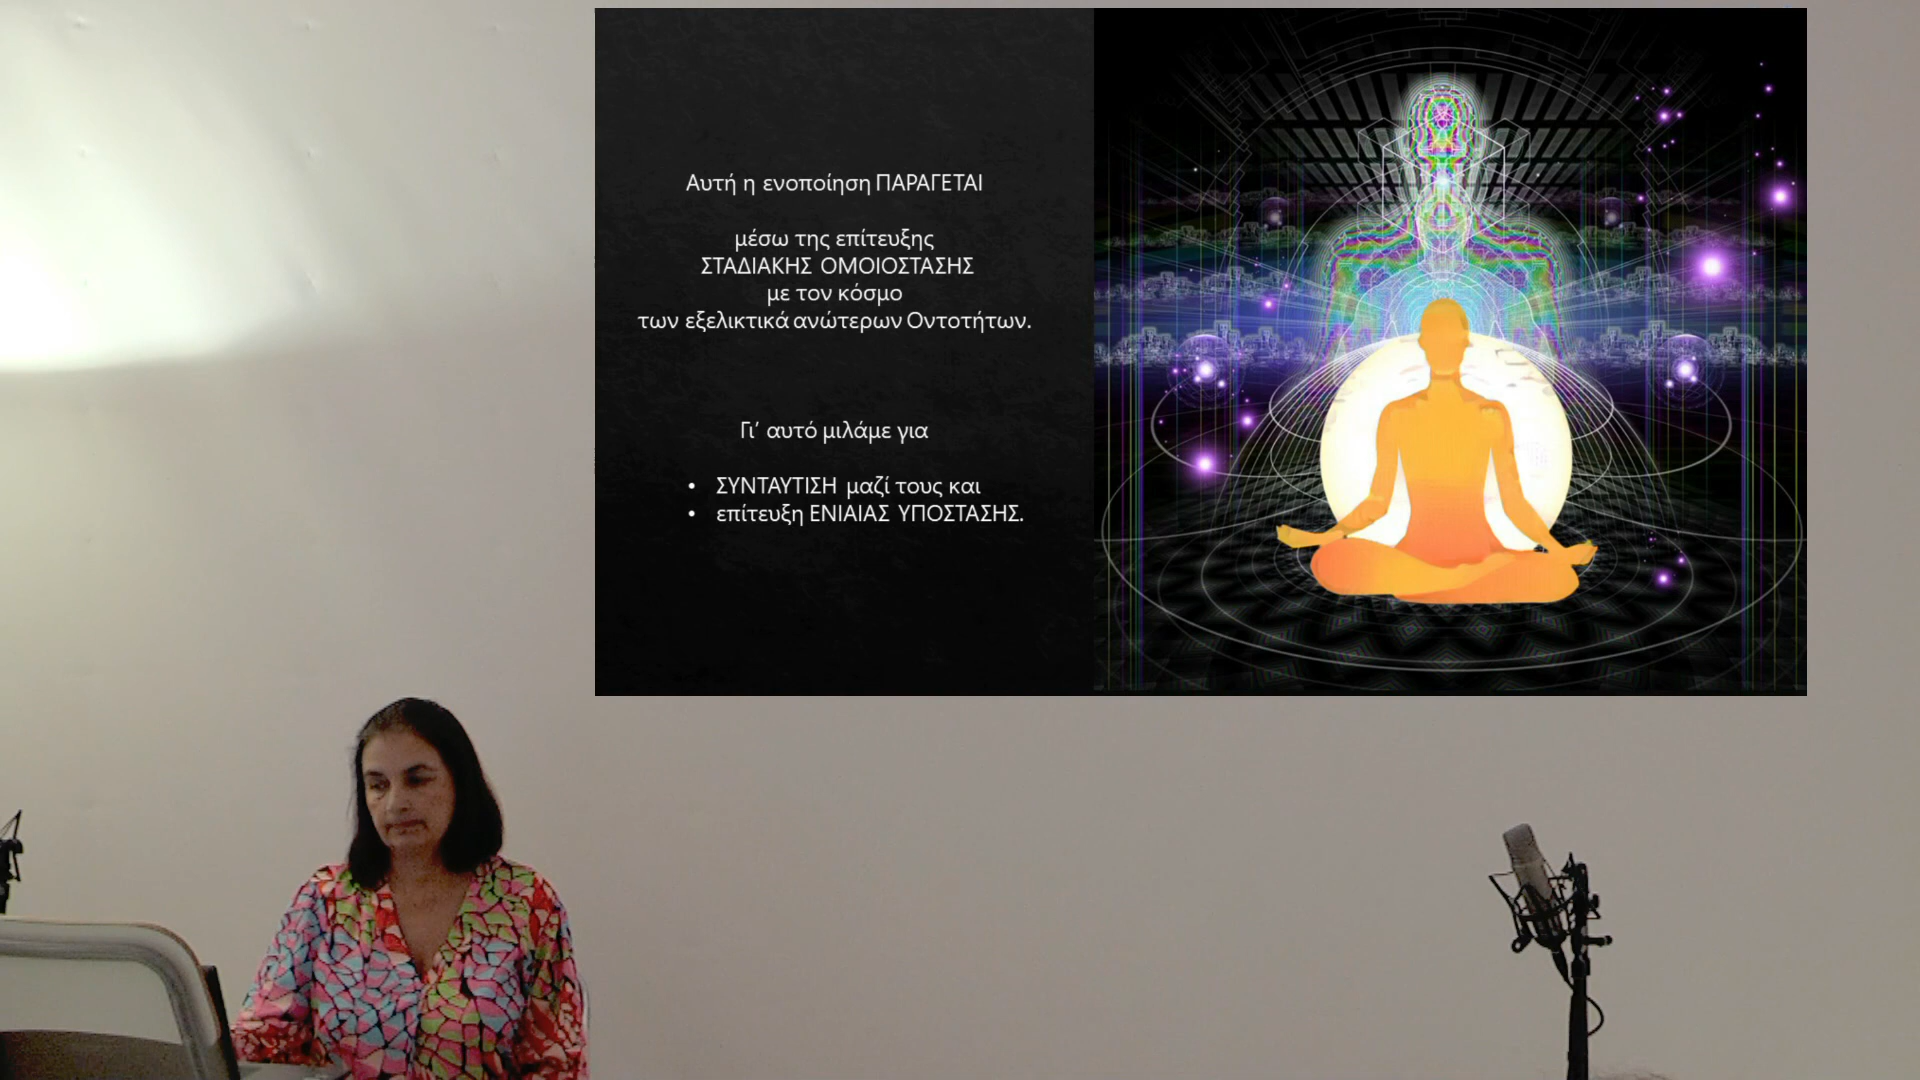 Αυτή η ενοποίηση ΠΑΡΑΓΕΤΑΙ
μέσω της επίτευξης
ΣΤΑΔΙΑΚΗΣ ΟΜΟΙΟΣΤΑΣΗΣ
με τον κόσμο
των εξελικτικά ανώτερων Οντοτήτων.
Γι’ αυτό μιλάμε για
• ΣΥΝΤΑΥΤΙΣΗ μαζί τους και
• επίτευξη ΕΝΙΑΙΑΣ ΥΠΟΣΤΑΣΗΣ.